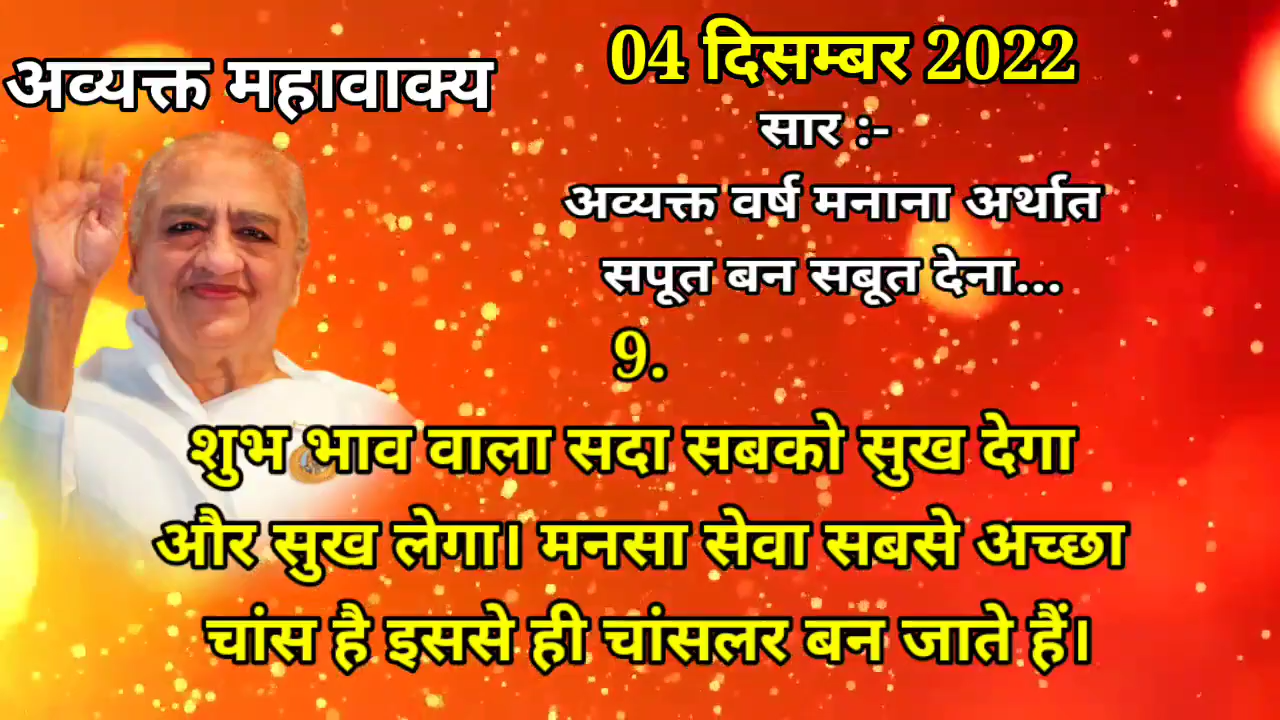 अव्यक्त महावाक्य
04 दिसम्बर 2022
सार :-
अव्यक्त वर्ष मनाना अर्थात
सपूत बन सबूत देना...
9.
शुभ भाव वाला सदा सबको सुख देगा
और सुख लेगा। मनसा सेवा सबसे अच्छा
चांस है इससे ही चांसलर बन जाते हैं।